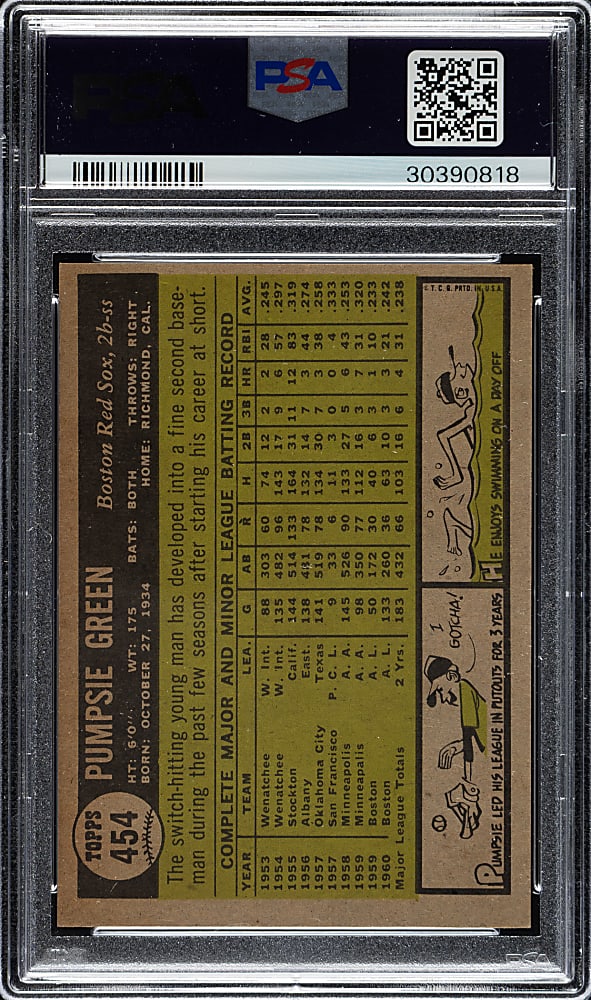 PSA
30390818
TOPPS
454
PUMPSIE GREEN
Boston Red Sox, 2b-ss
HT: 6'0" WT: 175 BATS: BOTH THROWS: RIGHT
BORN: OCTOBER 27, 1934 HOME: RICHMOND, CAL.
The switch-hitting young man has developed into a fine second base-
man during the past few seasons after starting his career at short.
COMPLETE MAJOR AND MINOR LEAGUE BATTING RECORD
YEAR TEAM LEA. G AB R H 2B 3B HR RBI AVG.
1953 Wenatchee W. Int. 88 303 60 74 12 2 2 28 .245
1954 Wenatchee W. Int. 135 482 96 143 17 9 6 57 .297
1955 Stockton Calif. 144 514 133 164 31 11 12 83 .319
1956 Albany East. 138 481 78 132 14 7 3 44 .274
1957 Oklahoma City Texas 141 519 78 134 30 7 3 38 .258
1957 San Francisco P. C. L. 9 33 6 11 3 0 0 4 .333
1958 Minneapolis A. A. 145 526 90 133 27 5 6 43 .253
1959 Minneapolis A. A. 98 350 77 112 16 3 7 31 .320
1959 Boston A. L. 50 172 30 40 6 3 1 10 .233
1960 Boston A. L. 133 260 36 63 10 3 3 21 .242
Major League Totals 2 Yrs. 183 432 66 103 16 6 4 31 .238
I GOTCHA!
PUMPSIE LED HIS LEAGUE IN PUTOUTS FOR 3 YEARS
HE ENJOYS SWIMMING ON A DAY OFF
© T. C. G. PRTD. IN U.S.A.